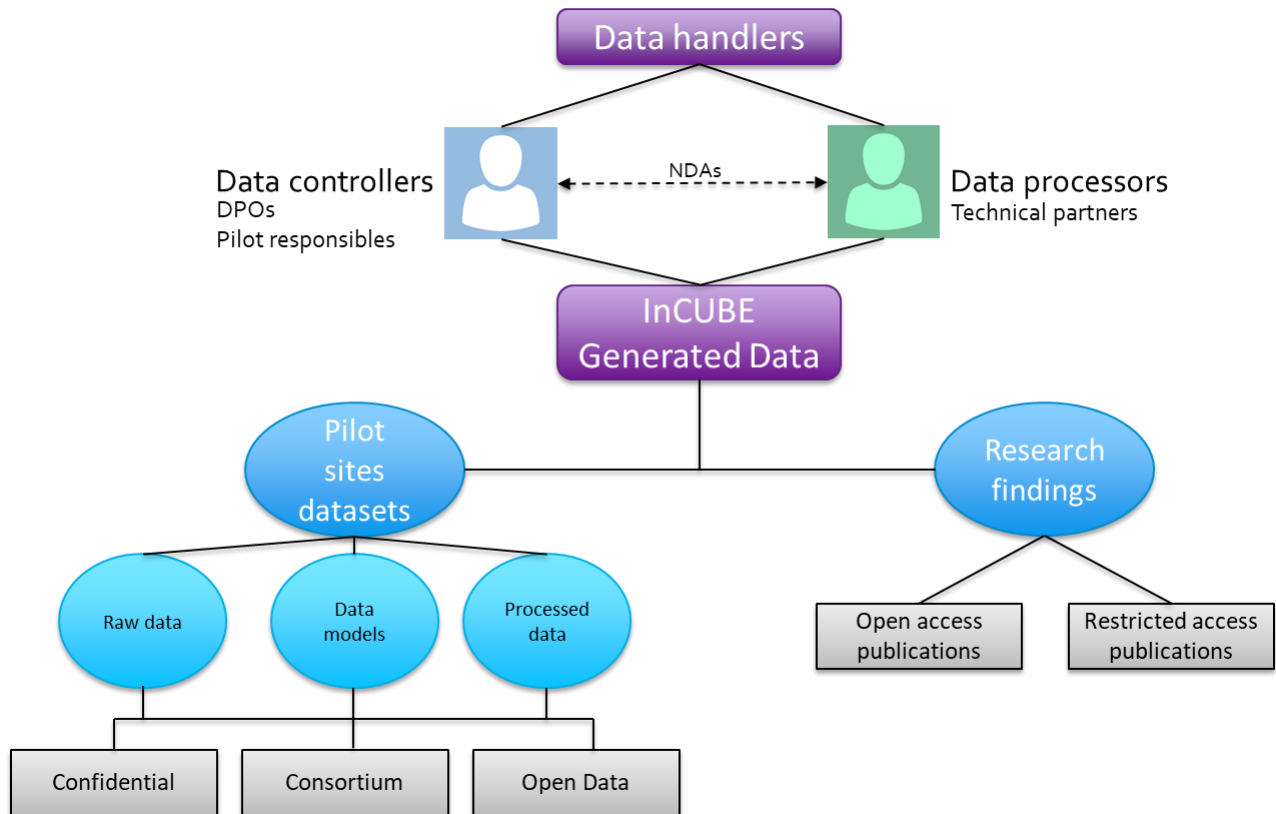 Data handlers
NDAs
Data controllers
DPOs
Pilot responsibles
Data processors
Technical partners
InCUBE
Generated Data
Pilot
sites
datasets
Research
findings
Raw data
Data
models
Processed
data
Open access
publications
Restricted access
publications
Confidential
Consortium
Open Data